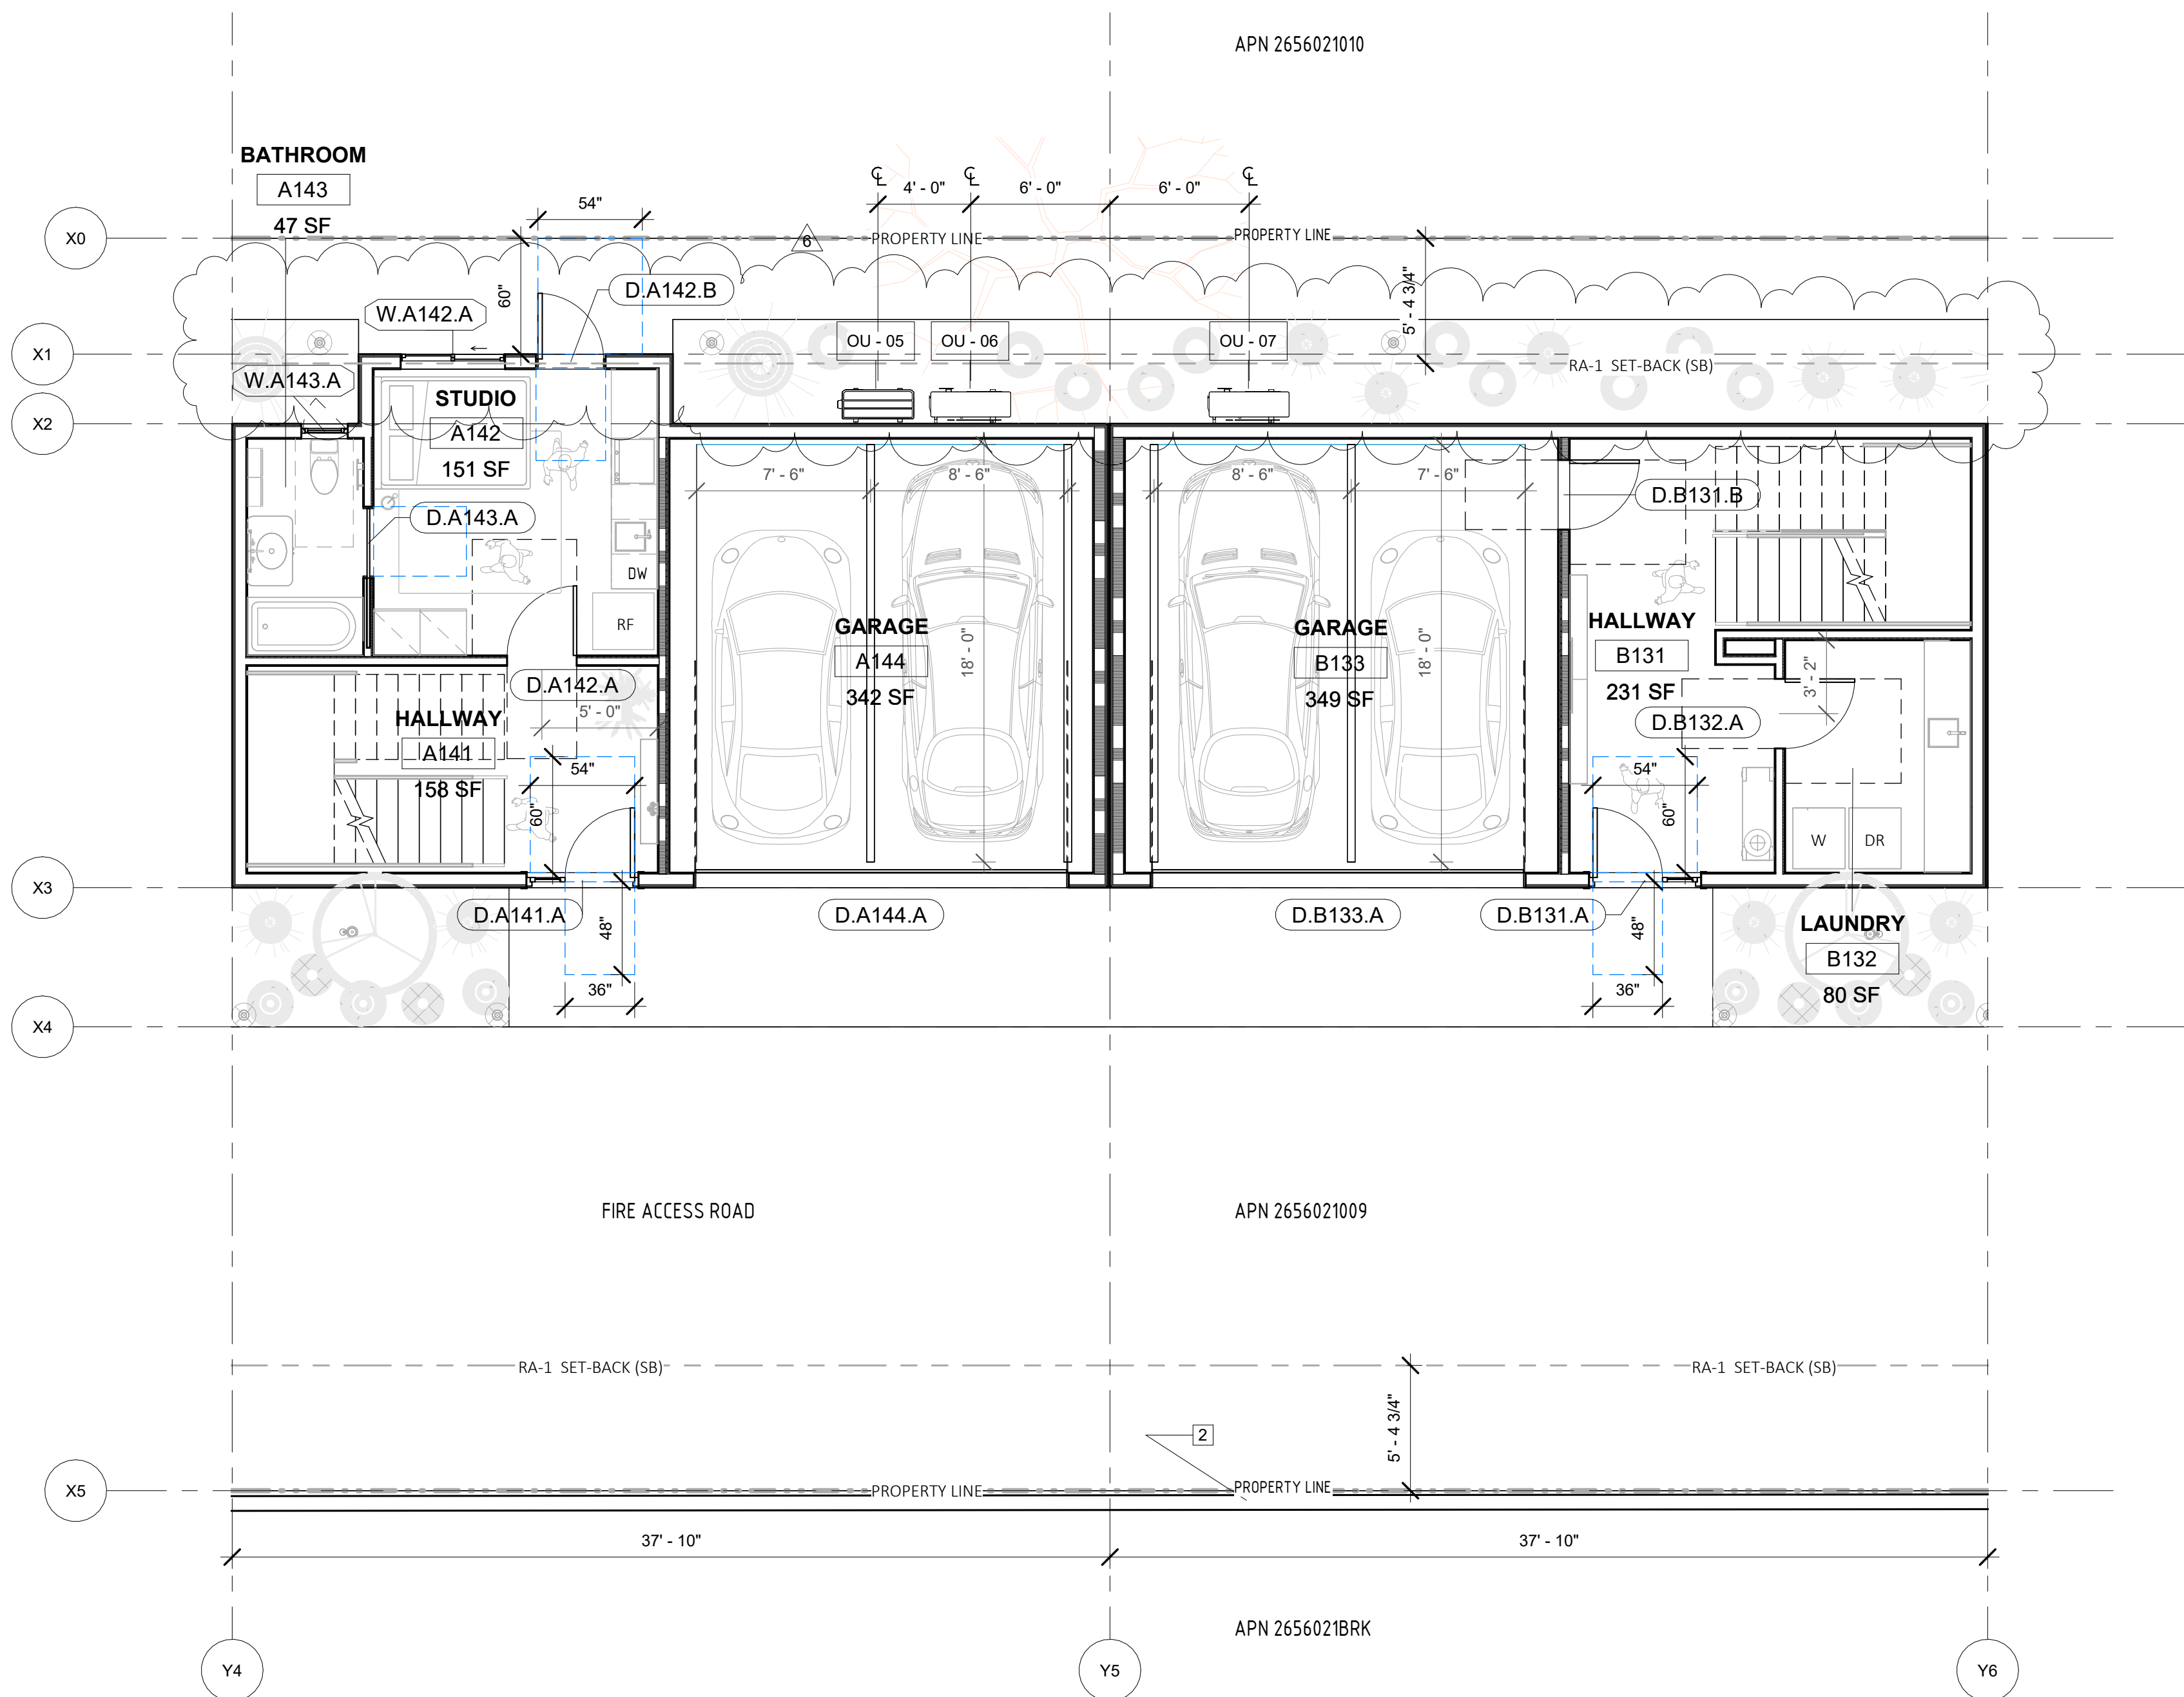 APN 2656021010
BATHROOM
A143
47 SF
54"
℄
4' - 0"
℄
6' - 0"
6' - 0"
℄
X0
6
PROPERTY LINE
PROPERTY LINE
60"
D.A142.B
W.A142.A
5' - 4 3/4"
X1
OU - 05
OU - 06
OU - 07
RA-1 SET-BACK (SB)
W.A143.A
STUDIO
A142
151 SF
X2
7' - 6"
8' - 6"
8' - 6"
7' - 6"
D.B131.B
D.A143.A
DW
RF
GARAGE
A144
342 SF
18' - 0"
GARAGE
B133
349 SF
18' - 0"
HALLWAY
B131
231 SF
3' - 2"
D.A142.A
5' - 0"
HALLWAY
A141
158 SF
D.B132.A
54"
60"
54"
60"
W
DR
X3
D.A141.A
D.A144.A
D.B133.A
D.B131.A
48"
48"
LAUNDRY
B132
80 SF
36"
36"
X4
FIRE ACCESS ROAD
APN 2656021009
RA-1 SET-BACK (SB)
RA-1 SET-BACK (SB)
5' - 4 3/4"
2
X5
PROPERTY LINE
PROPERTY LINE
37' - 10"
37' - 10"
APN 2656021BRK
Y4
Y5
Y6